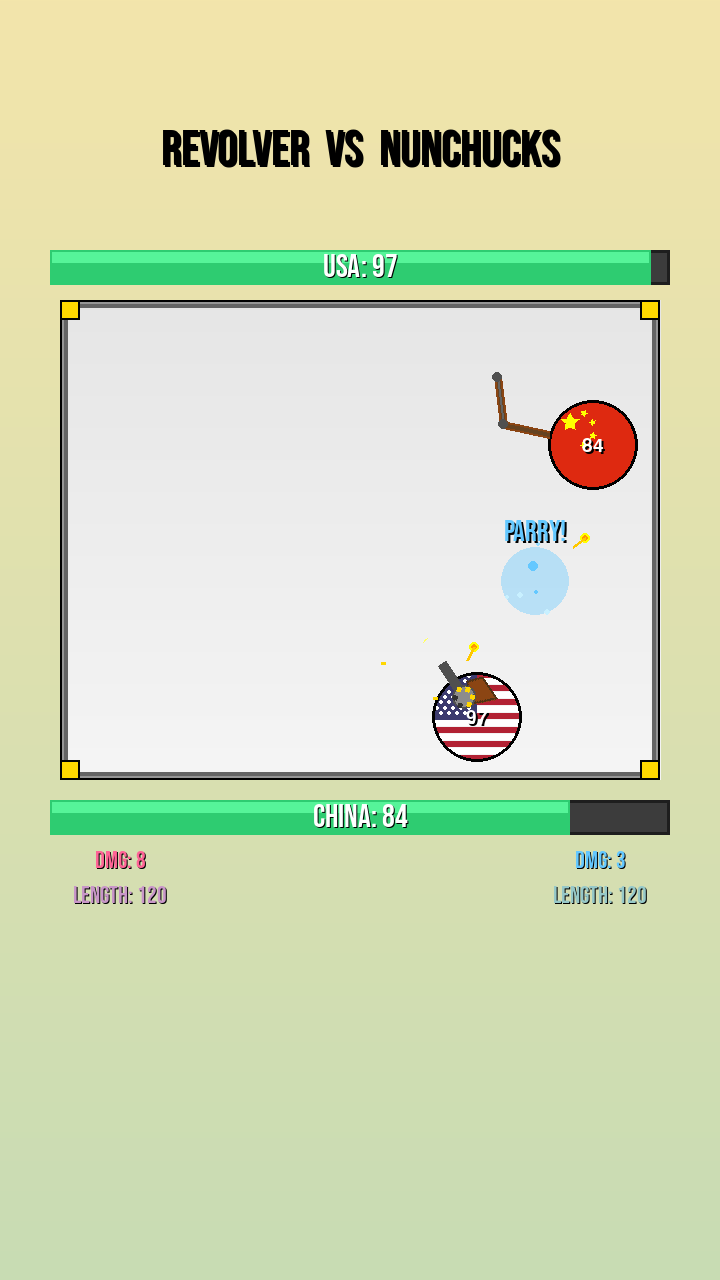 REVOLVER VS NUNCHUCKS
USA: 97
84
PARRY!
97
CHINA: 84
DMG: 8
DMG: 3
LENGTH: 120
LENGTH: 120